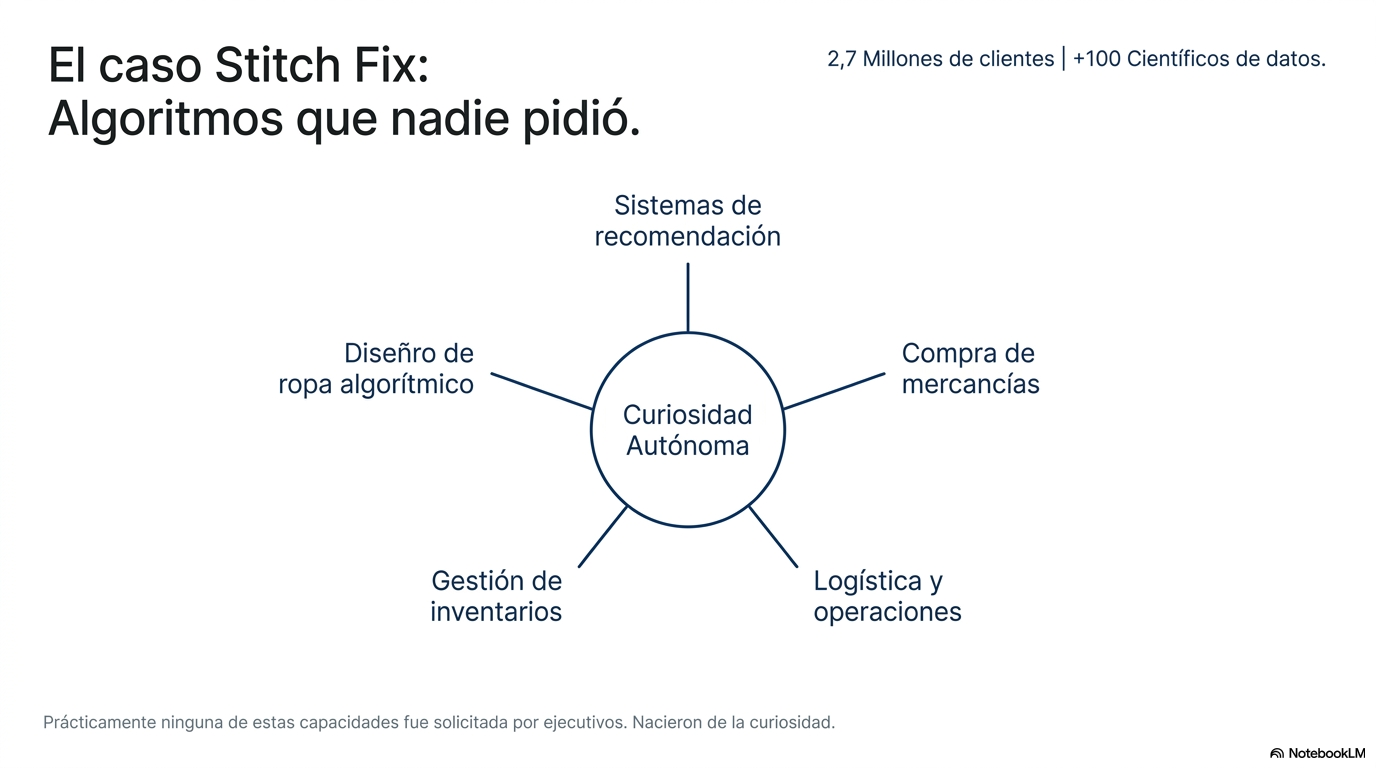 El caso Stitch Fix:
Algoritmos que nadie pidió.
2,7 Millones de clientes | +100 Científicos de datos.
Sistemas de
recomendación
Diseñro de
ropa algorítmico
Compra de
mercancías
Curiosidad
Autónoma
Gestión de
inventarios
Logística y
operaciones
Prácticamente ninguna de estas capacidades fue solicitada por ejecutivos. Nacieron de la curiosidad.
NotebookLM